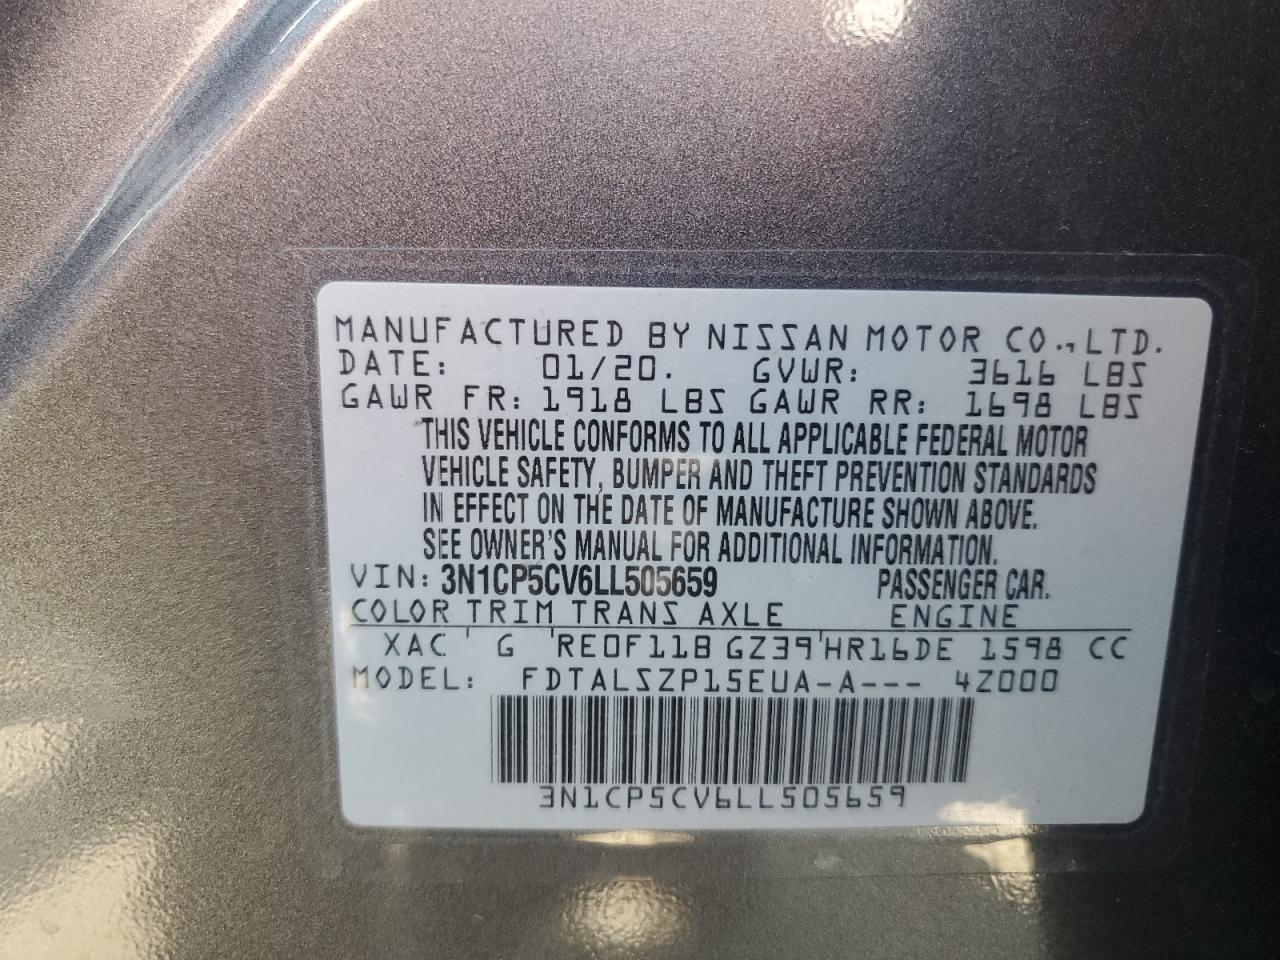 MANUFACTURED BY NISSAN MOTOR CO., LTD.
DATE: 01/20. GVWR: 3616 LBS
GAWR FR: 1918 LBS GAWR RR: 1698 LBS
THIS VEHICLE CONFORMS TO ALL APPLICABLE FEDERAL MOTOR
VEHICLE SAFETY, BUMPER AND THEFT PREVENTION STANDARDS
IN EFFECT ON THE DATE OF MANUFACTURE SHOWN ABOVE.
SEE OWNER'S MANUAL FOR ADDITIONAL INFORMATION.
VIN: 3N1CP5CV6LL505659 PASSENGER CAR.
COLOR TRIM TRANS AXLE ENGINE
XAC ' G 'RE0F11B GZ39'HR16DE 1598 CC
MODEL: FDTALSZP15EUA-A--- 4Z000
3N1CP5CV6LL505659